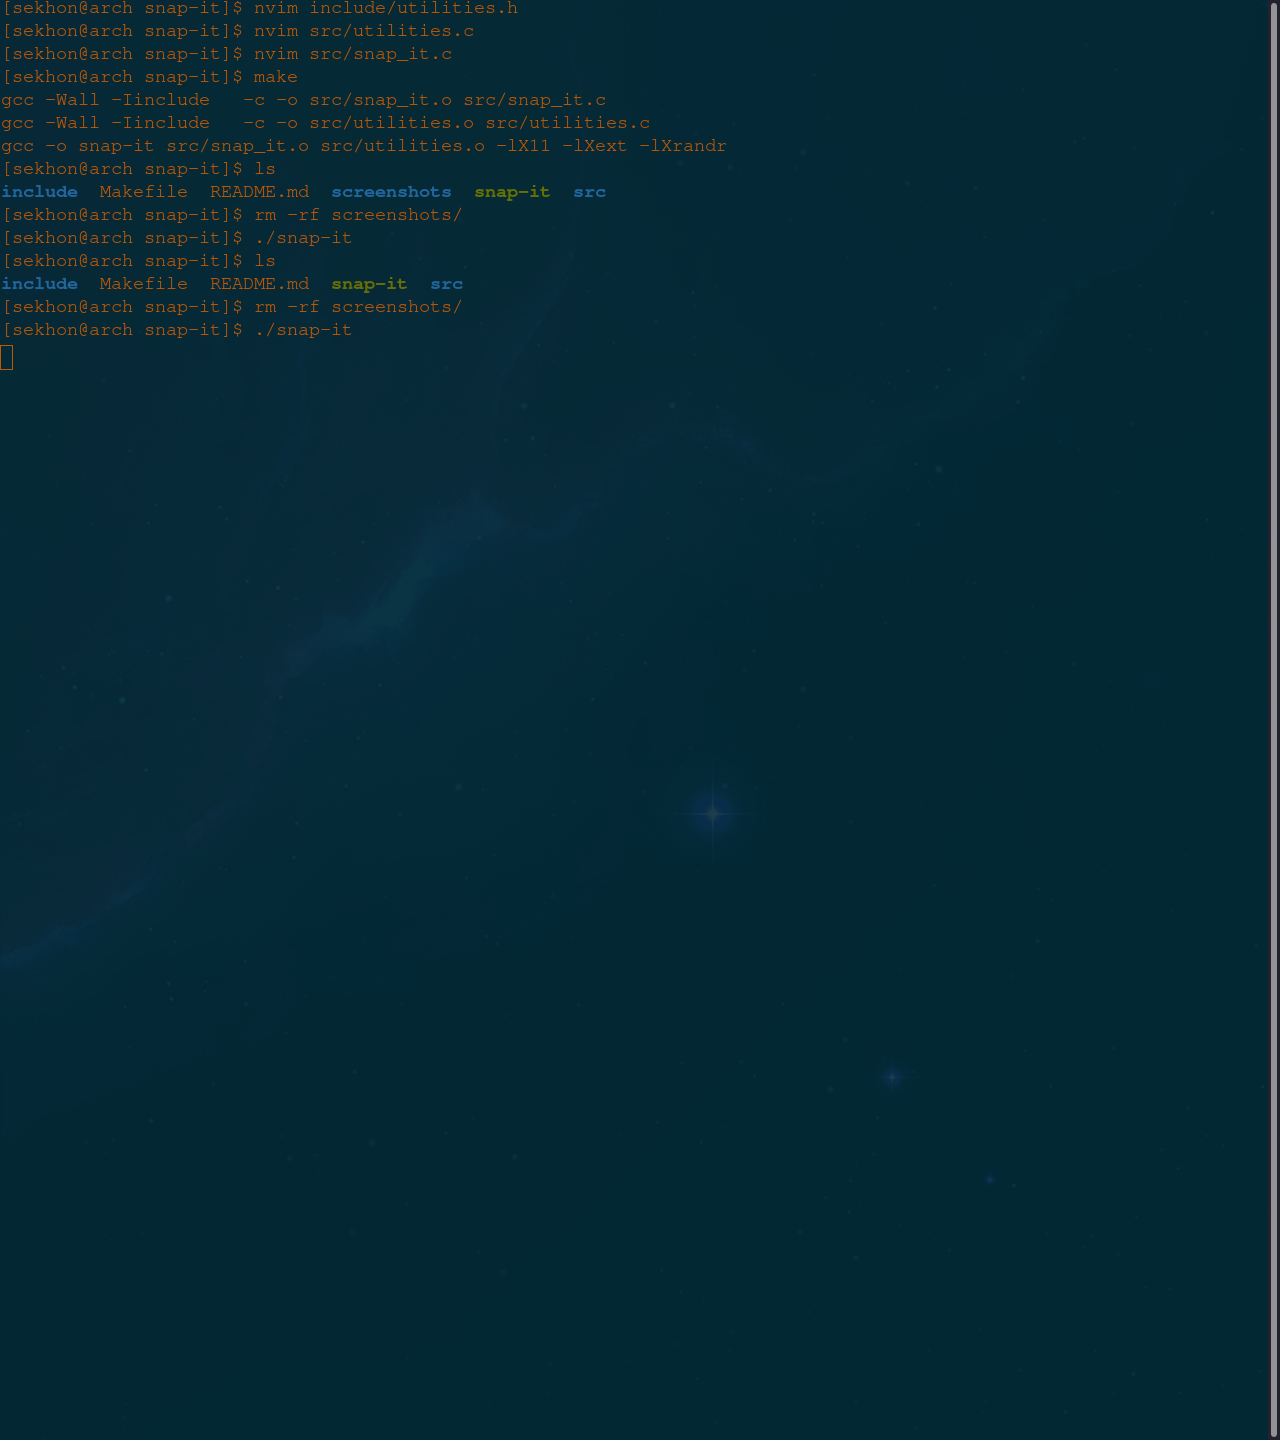 [sekhon@arch snap-it]$ nvim include/utilities.h
[sekhon@arch snap-it]$ nvim src/utilities.c
[sekhon@arch snap-it]$ nvim src/snap_it.c
[sekhon@arch snap-it]$ make
gcc -Wall -Iinclude   -c -o src/snap_it.o src/snap_it.c
gcc -Wall -Iinclude   -c -o src/utilities.o src/utilities.c
gcc -o snap-it src/snap_it.o src/utilities.o -lX11 -lXext -lXrandr
[sekhon@arch snap-it]$ ls
include  Makefile  README.md  screenshots  snap-it  src
[sekhon@arch snap-it]$ rm -rf screenshots/
[sekhon@arch snap-it]$ ./snap-it
[sekhon@arch snap-it]$ ls
include  Makefile  README.md  snap-it  src
[sekhon@arch snap-it]$ rm -rf screenshots/
[sekhon@arch snap-it]$ ./snap-it